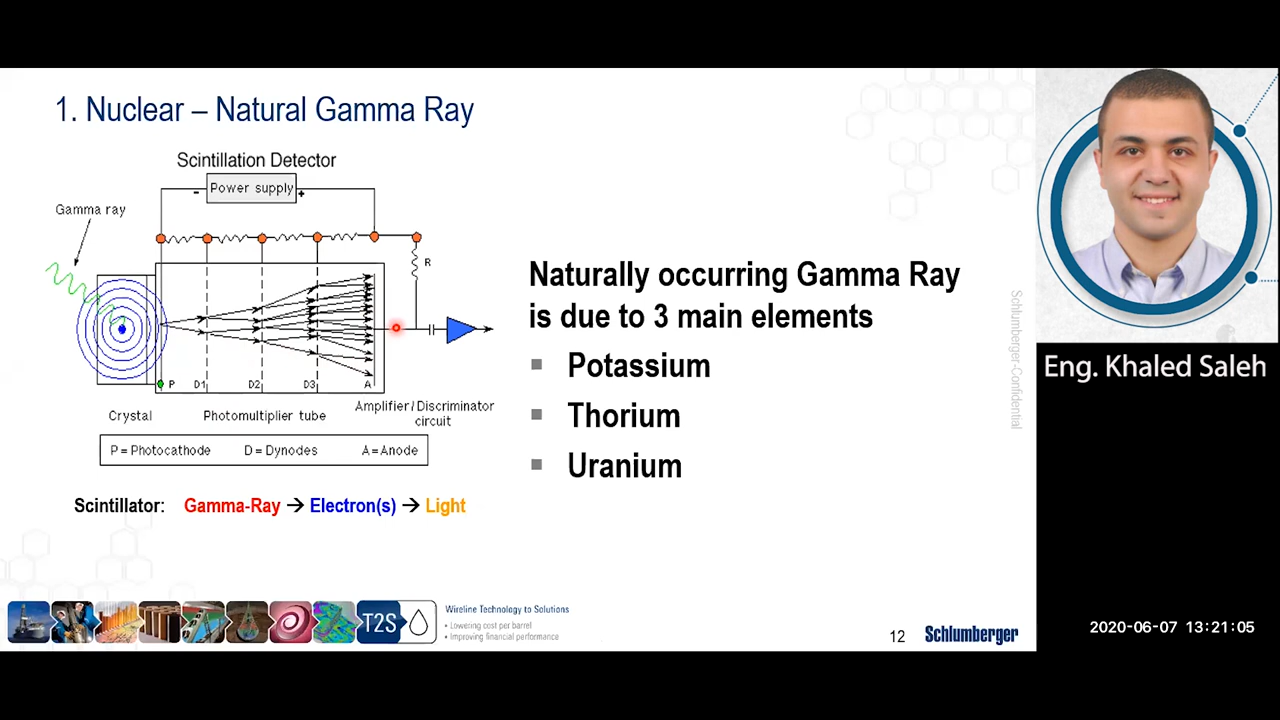 1. Nuclear – Natural Gamma Ray
Scintillation Detector
- Power supply +
Gamma ray
R
P D1 D2 D3 A
Crystal
Photomultiplier tube
Amplifier/Discriminator
circuit
P = Photocathode D = Dynodes A = Anode
Scintillator: Gamma-Ray → Electron(s) → Light
Naturally occurring Gamma Ray
is due to 3 main elements
▪ Potassium
▪ Thorium
▪ Uranium
Schlumberger-Confidential
T2S
Wireline Technology to Solutions
• Lowering cost per barrel
• Improving financial performance
12 Schlumberger
Eng. Khaled Saleh
2020-06-07 13:21:05